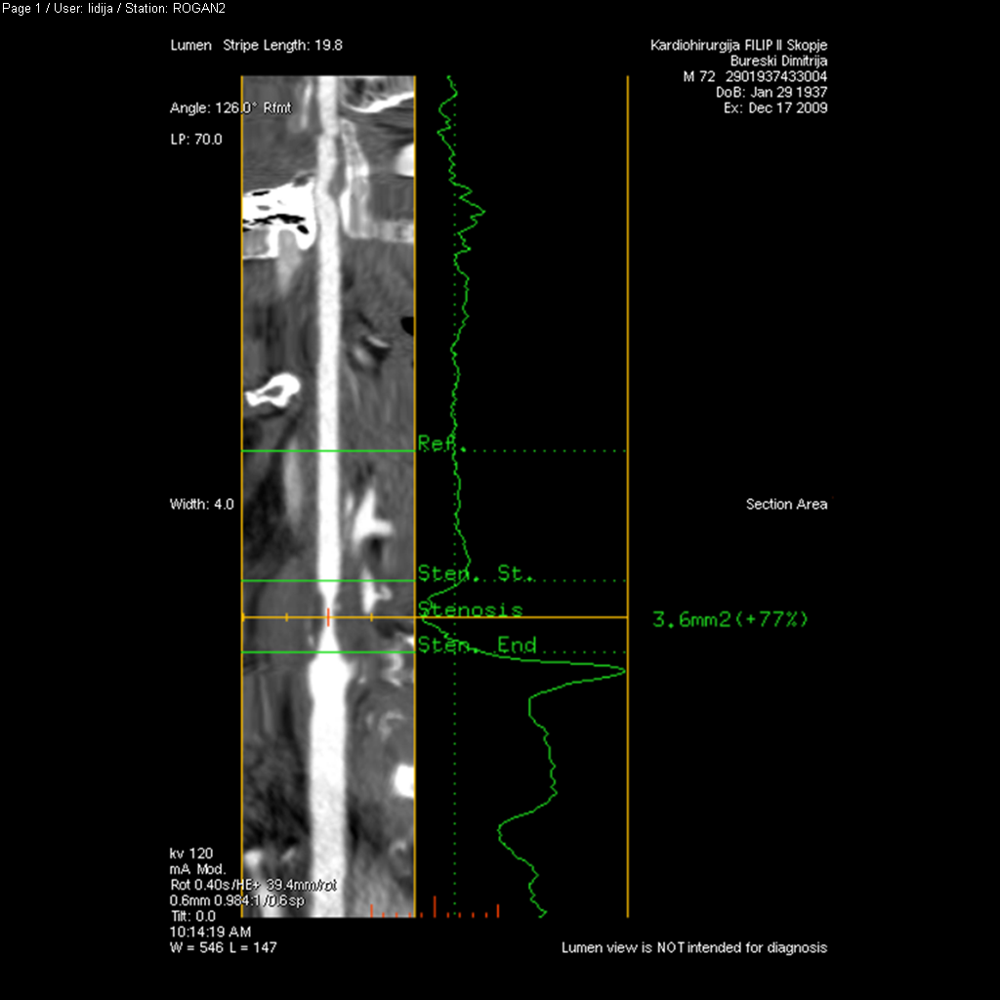 Page 1 / User: lidija / Station: ROGAN2
Lumen Stripe Length: 19.8
Kardiohirurgija FILIP II Skopje
Bureski Dimitrija
M 72 2901937433004
DoB: Jan 29 1937
Ex: Dec 17 2009
Angle: 126.0° Rfmt
LP: 70.0
Ref.
Width: 4.0
Section Area
Sten. St.
Stenosis
3.6mm2(+77%)
Sten. End
kv 120
mA Mod.
Rot 0.40s/HE+ 39.4mm/rot
0.6mm 0.984:1/0.6sp
Tilt: 0.0
10:14:19 AM
W = 546 L = 147
Lumen view is NOT intended for diagnosis